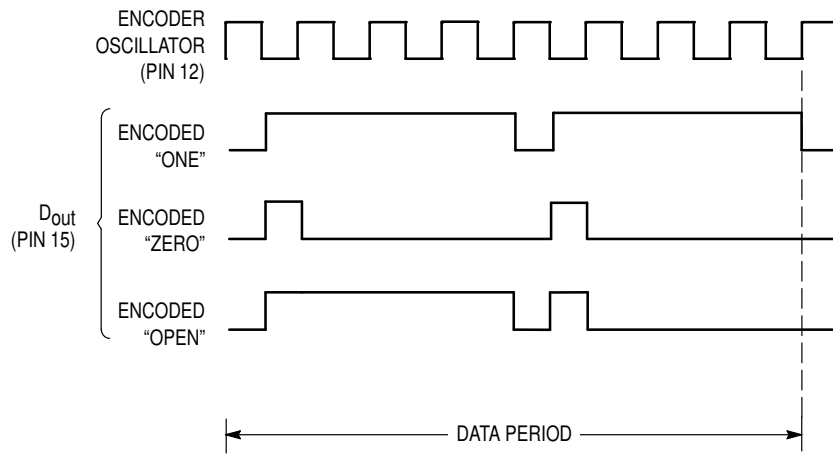 ENCODER
OSCILLATOR
(PIN 12)
ENCODED
“ONE”
Dout
(PIN 15)
ENCODED
“ZERO”
ENCODED
“OPEN”
DATA PERIOD